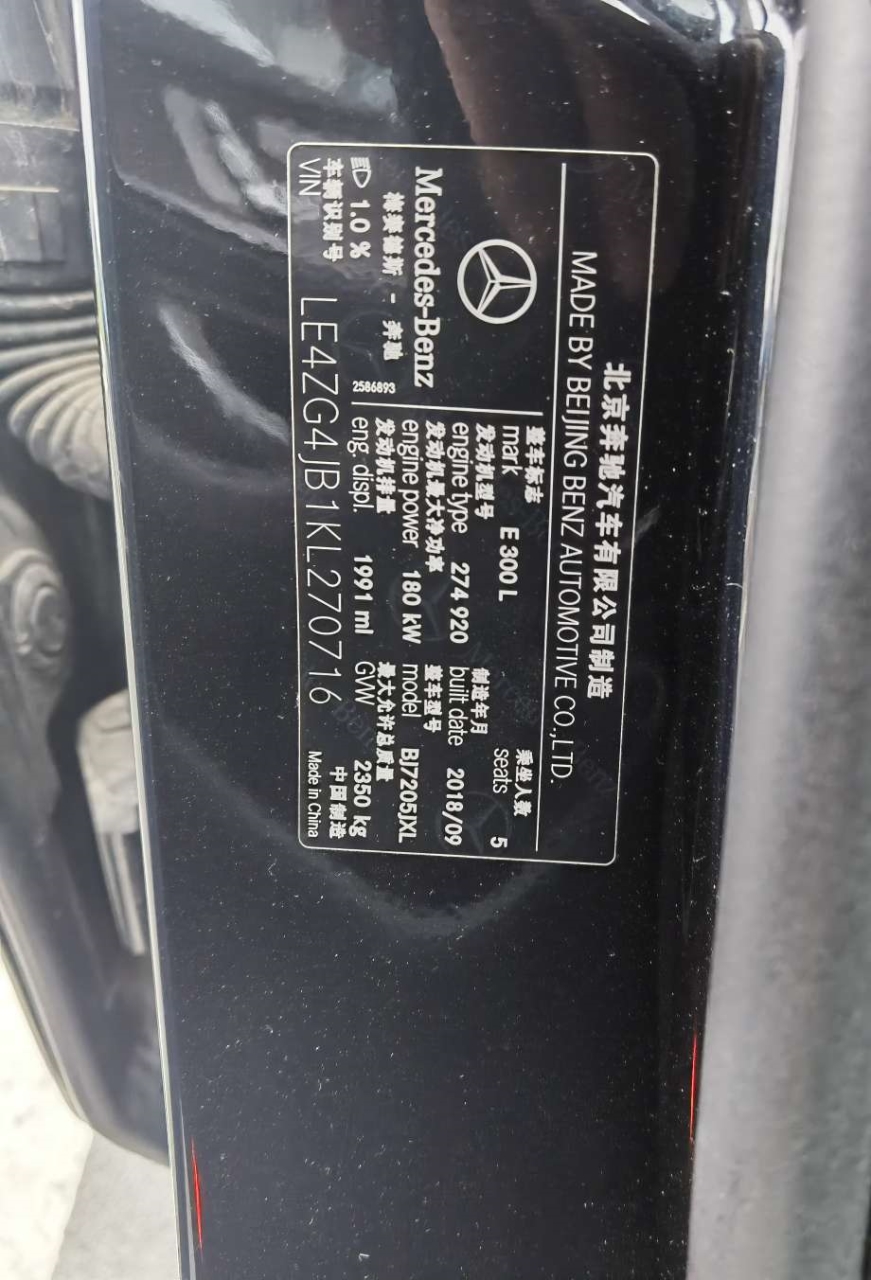 北京奔驰汽车有限公司制造
MADE BY BEIJING BENZ AUTOMOTIVE CO.,LTD.
Mercedes-Benz
梅赛德斯 - 奔驰
1.0 %
2586893
整车标志
mark E 300 L
乘坐人数
seats 5
发动机型号
engine type 274 920
制造年月
built date 2018/09
发动机最大净功率
engine power 180 kW
整车型号
model BJ7205JXL
发动机排量
eng. displ. 1991 ml
最大允许总质量
GVW 2350 kg
车辆识别号
VIN LE4ZG4JB1KL270716
中国制造
Made in China